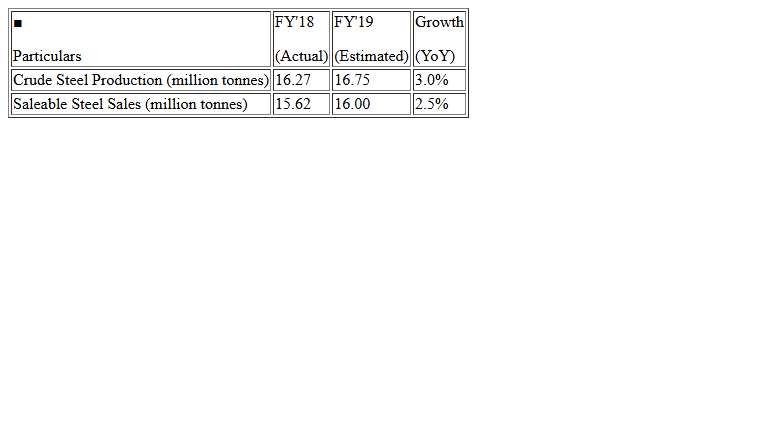 ■ FY'18 FY'19 Growth
Particulars (Actual) (Estimated) (YoY)
Crude Steel Production (million tonnes) 16.27 16.75 3.0%
Saleable Steel Sales (million tonnes) 15.62 16.00 2.5%